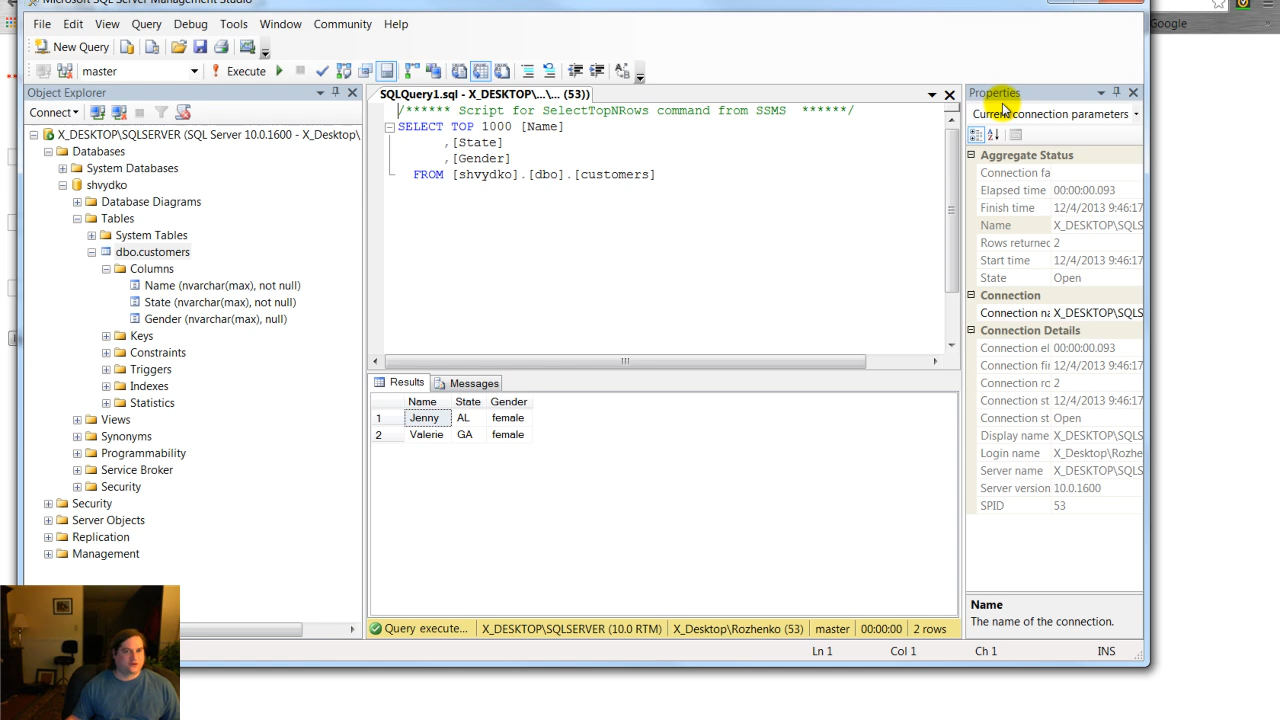 Microsoft SQL Server Management Studio
File Edit View Query Debug Tools Window Community Help
Google
New Query
master
Execute
Object Explorer
Connect
X_DESKTOP\SQLSERVER (SQL Server 10.0.1600 - X_Desktop\
Databases
System Databases
shvydko
Database Diagrams
Tables
System Tables
dbo.customers
Columns
Name (nvarchar(max), not null)
State (nvarchar(max), not null)
Gender (nvarchar(max), null)
Keys
Constraints
Triggers
Indexes
Statistics
Views
Synonyms
Programmability
Service Broker
Security
Security
Server Objects
Replication
Management
SQLQuery1.sql - X_DESKTOP\...\... (53))
/****** Script for SelectTopNRows command from SSMS ******/
SELECT TOP 1000 [Name]
,[State]
,[Gender]
FROM [shvydko].[dbo].[customers]
Results Messages
Name State Gender
1 Jenny AL female
2 Valerie GA female
Query execute... X_DESKTOP\SQLSERVER (10.0 RTM) X_Desktop\Rozhenko (53) master 00:00:00 2 rows
Properties
Current connection parameters
Aggregate Status
Connection fa
Elapsed time 00:00:00.093
Finish time 12/4/2013 9:46:17
Name X_DESKTOP\SQLS
Rows returned 2
Start time 12/4/2013 9:46:17
State Open
Connection
Connection na X_DESKTOP\SQLS
Connection Details
Connection el 00:00:00.093
Connection fi 12/4/2013 9:46:17
Connection ro 2
Connection st 12/4/2013 9:46:17
Connection st Open
Display name X_DESKTOP\SQLS
Login name X_Desktop\Rozhe
Server name X_DESKTOP\SQLS
Server version 10.0.1600
SPID 53
Name
The name of the connection.
Ln 1 Col 1 Ch 1 INS